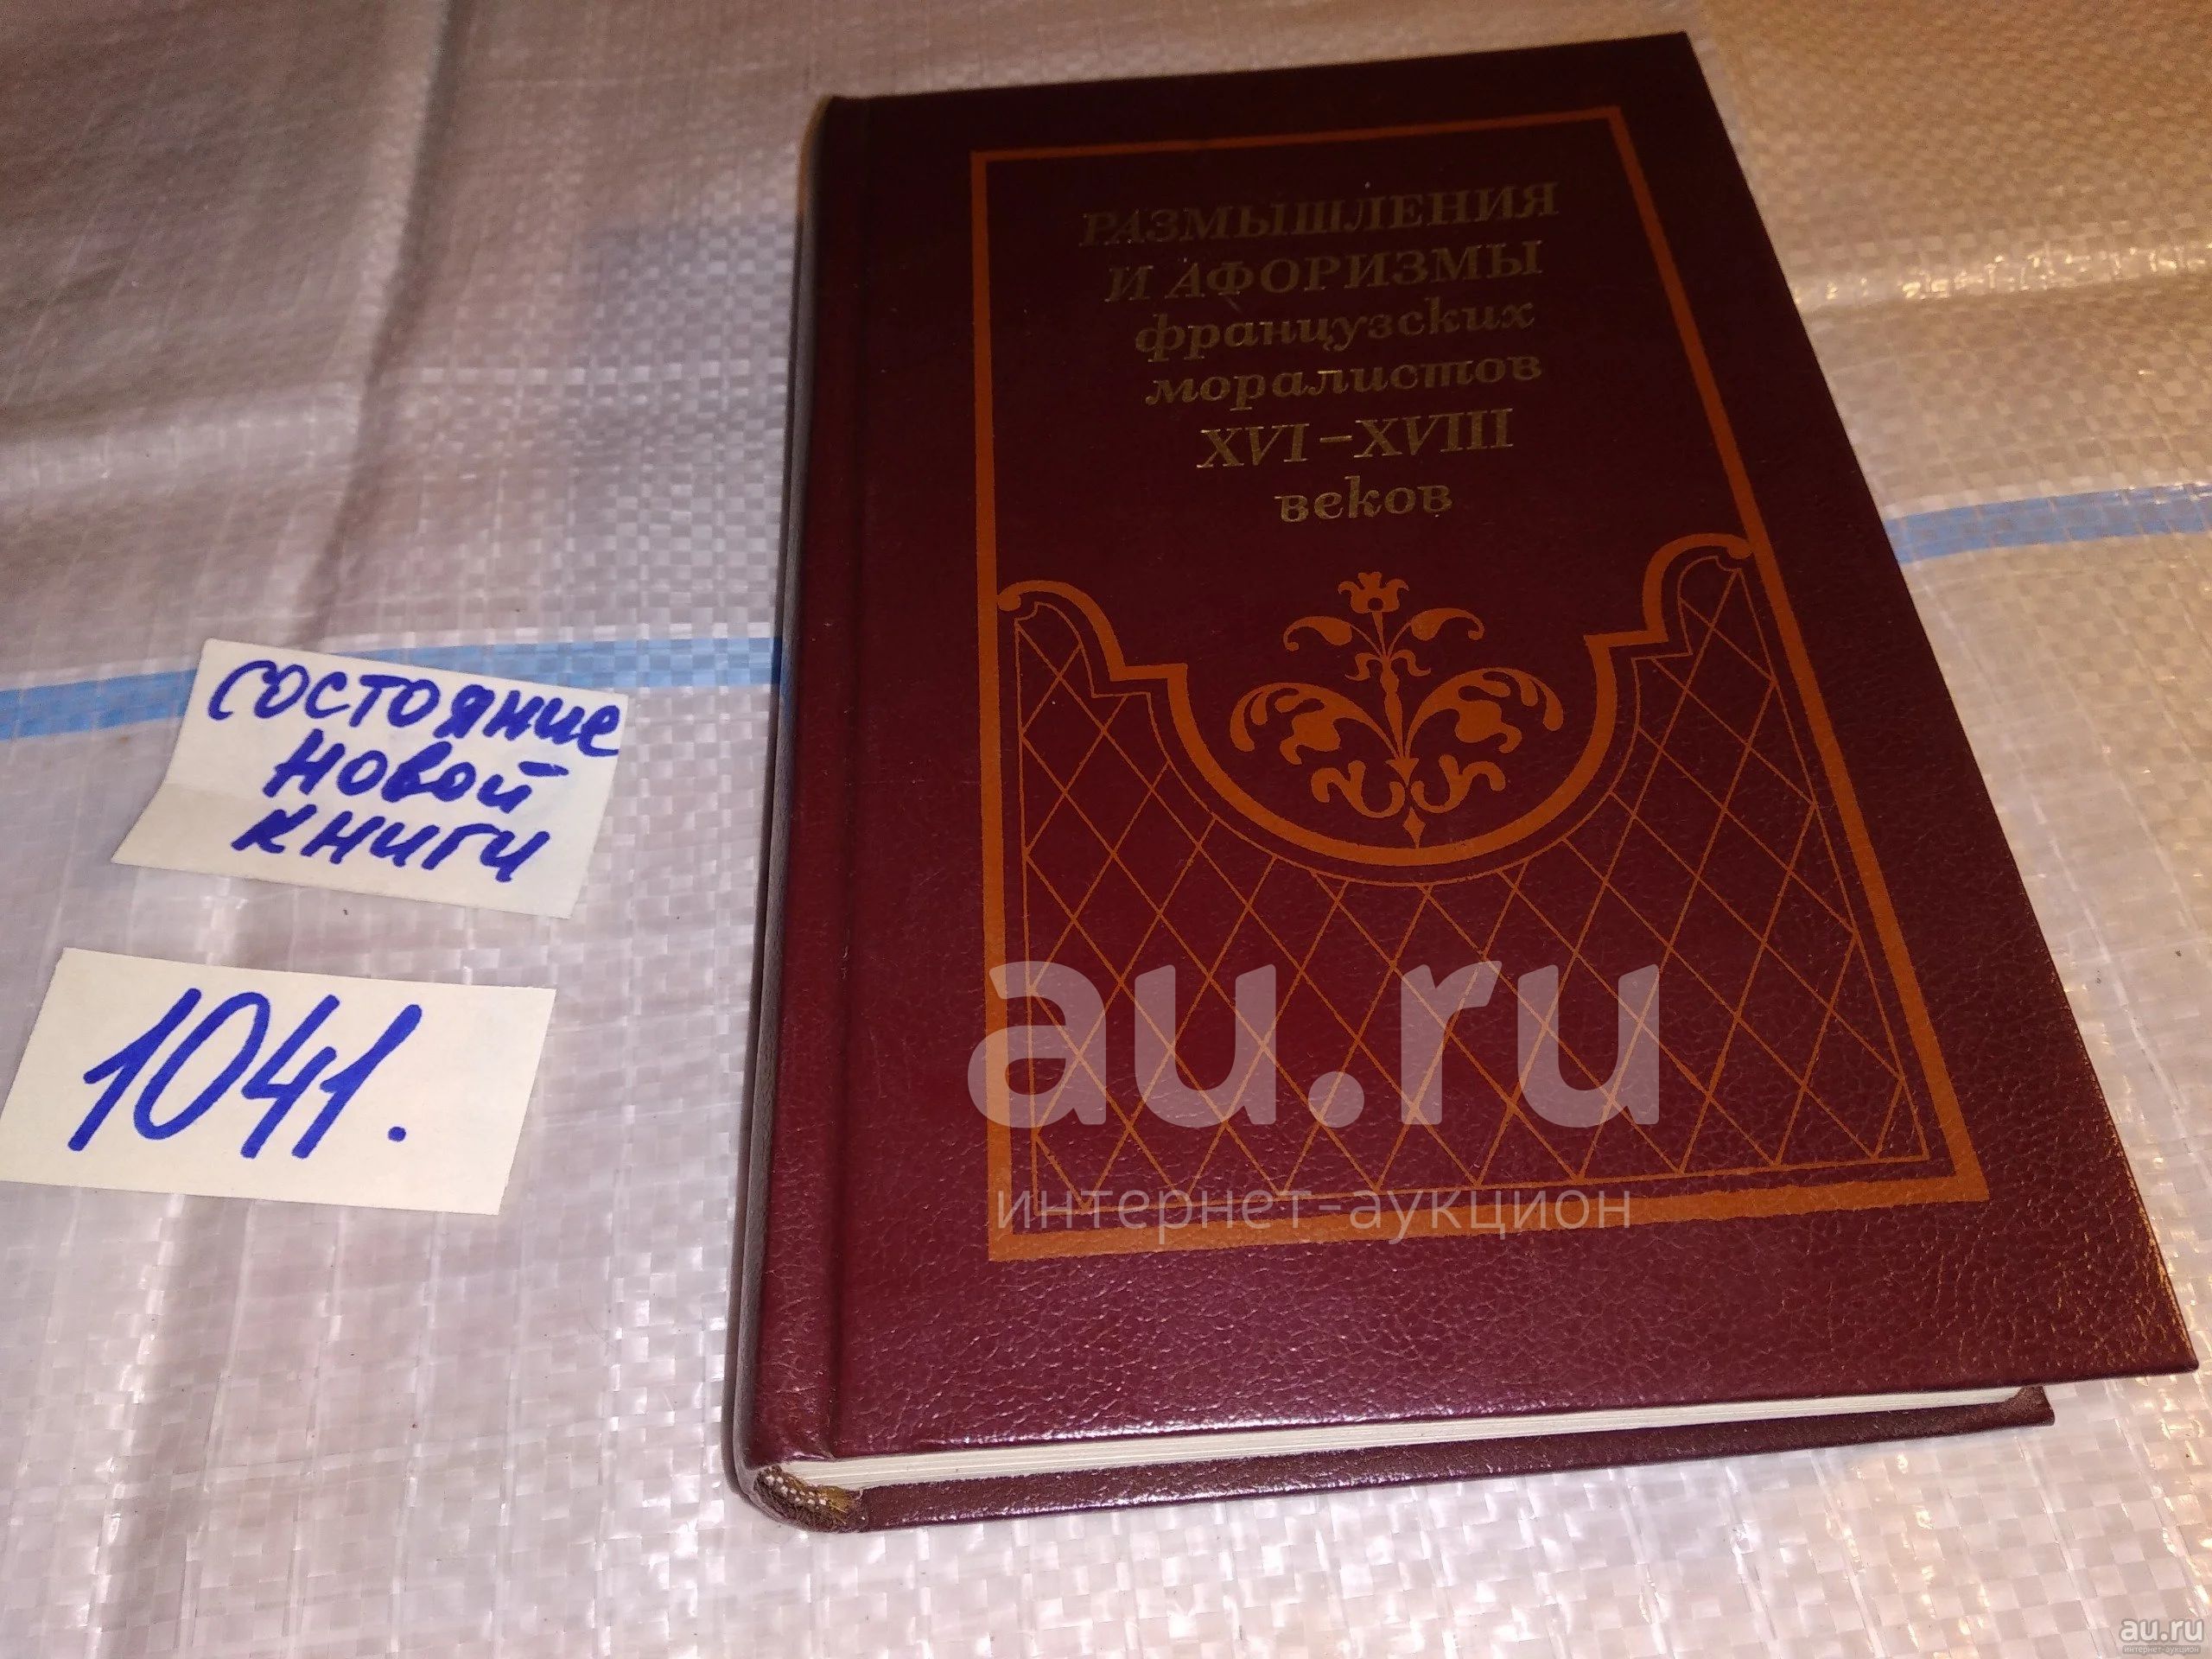 РАЗМЫШЛЕНИЯ
И АФОРИЗМЫ
французских
моралистов
XVI–XVIII
веков
состояние
новой
книги
1041.
au.ru
интернет-аукцион
au.ru
интернет-аукцион